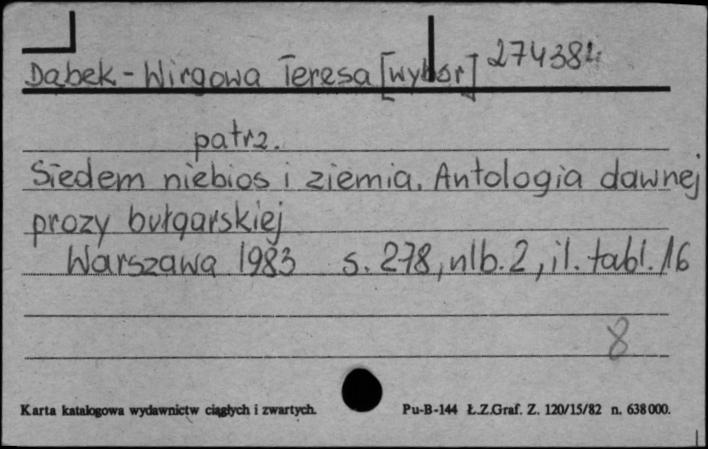 Dąbek-Wirgowa Teresa [wybór] 274381
patrz.
Siedem niebios i ziemia. Antologia dawnej
prozy bułgarskiej
Warszawa 1983 s. 278, nlb. 2, il. tabl. 16
8
Karta katalogowa wydawnictw ciągłych i zwartych. Pu-B-144 Ł.Z.Graf. Z. 120/15/82 n. 638000.